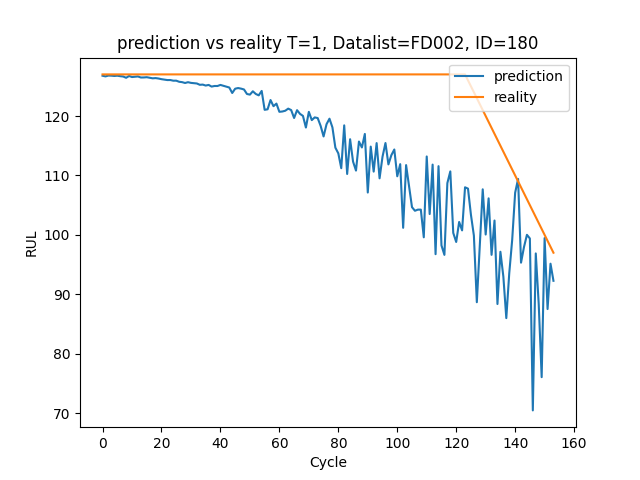 prediction vs reality T=1, Datalist=FD002, ID=180
prediction
reality
RUL
120
110
100
90
80
70
0 20 40 60 80 100 120 140 160
Cycle